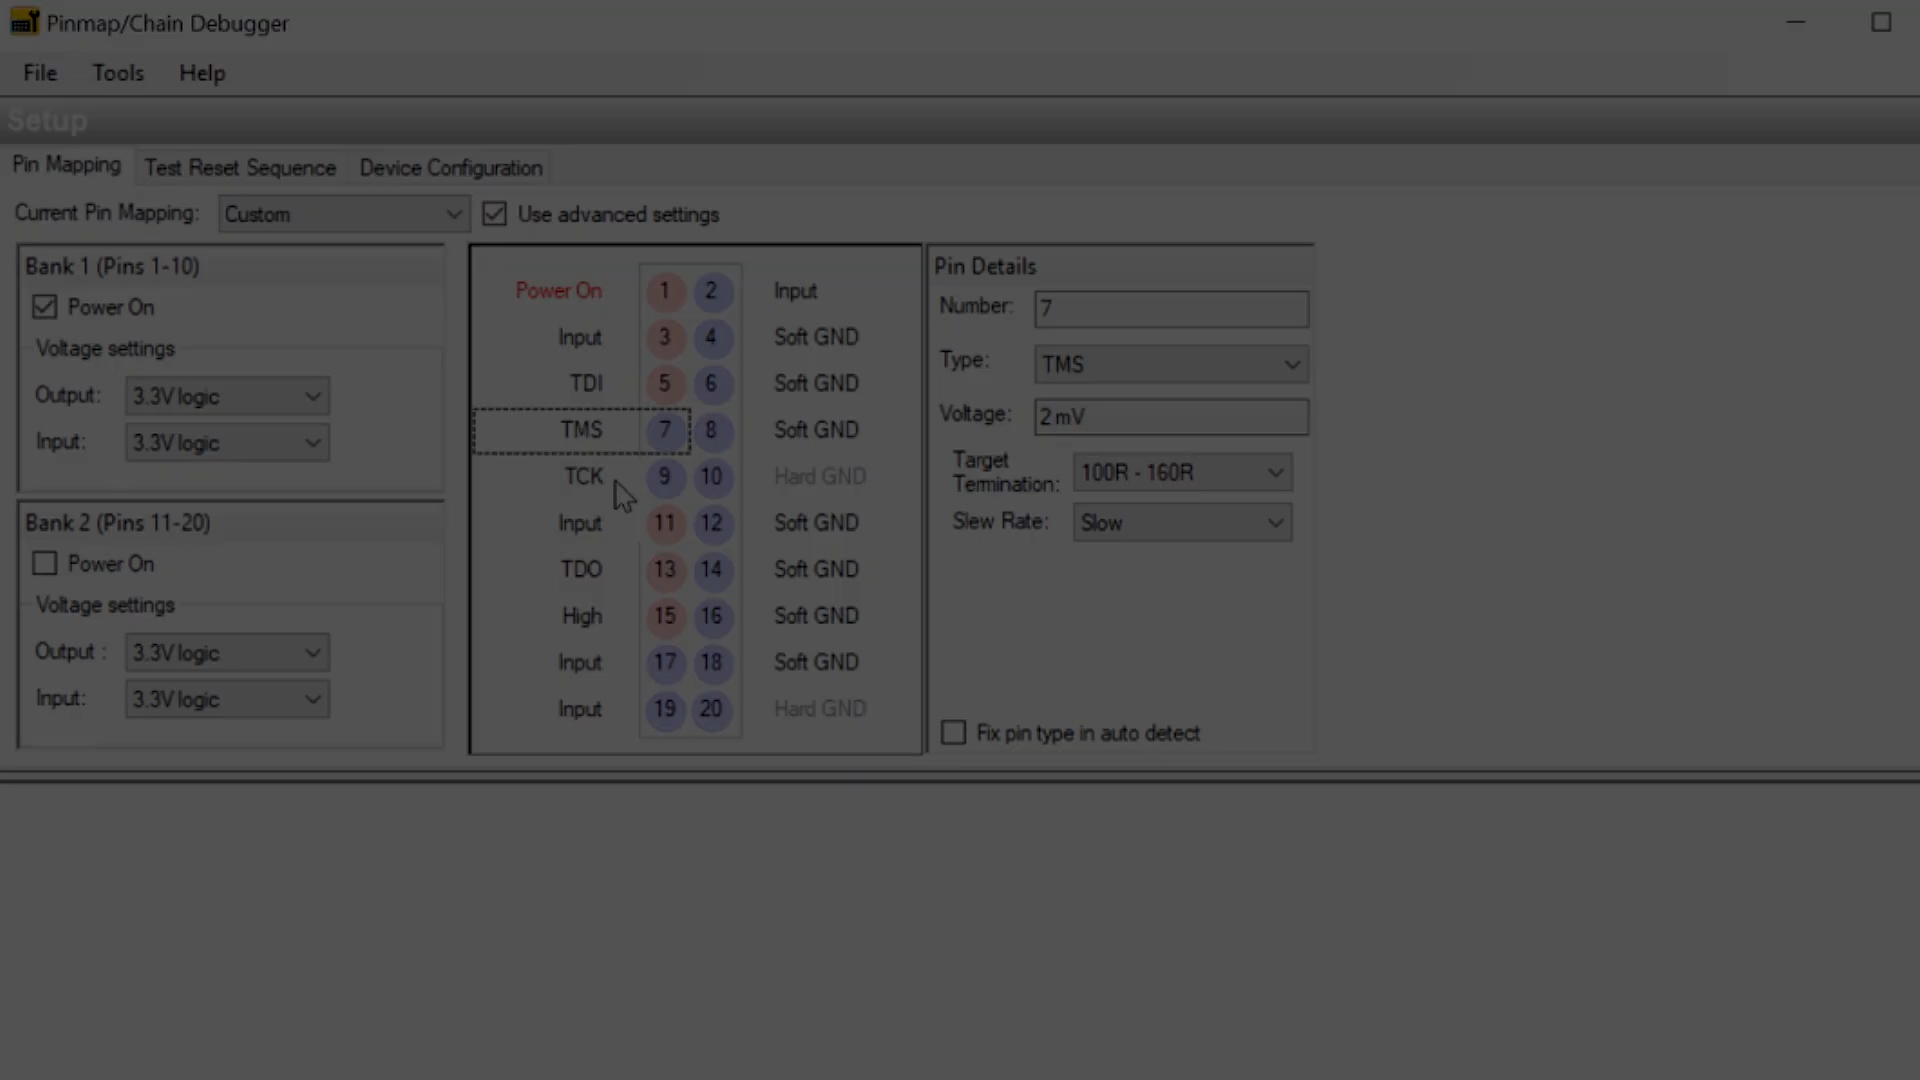 Pinmap/Chain Debugger
File Tools Help
Setup
Pin Mapping Test Reset Sequence Device Configuration
Current Pin Mapping: Custom Use advanced settings
Bank 1 (Pins 1-10)
Power On
Voltage settings
Output: 3.3V logic
Input: 3.3V logic
Bank 2 (Pins 11-20)
Power On
Voltage settings
Output : 3.3V logic
Input: 3.3V logic
Power On 1 2 Input
Input 3 4 Soft GND
TDI 5 6 Soft GND
TMS 7 8 Soft GND
TCK 9 10 Hard GND
Input 11 12 Soft GND
TDO 13 14 Soft GND
High 15 16 Soft GND
Input 17 18 Soft GND
Input 19 20 Hard GND
Pin Details
Number: 7
Type: TMS
Voltage: 2 mV
Target
Termination: 100R - 160R
Slew Rate: Slow
Fix pin type in auto detect